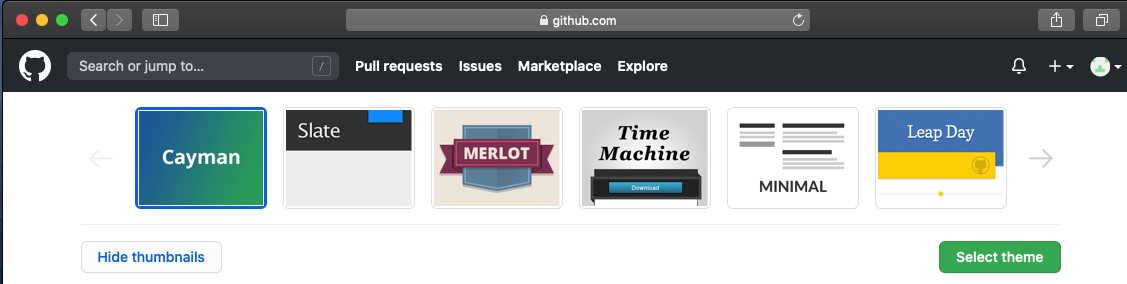 github.com
Search or jump to... /
Pull requests Issues Marketplace Explore
Cayman
Slate
MERLOT
Time
Machine
Download
MINIMAL
Leap Day
Hide thumbnails
Select theme